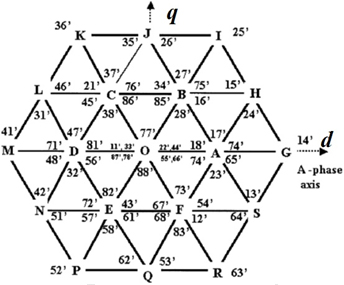 q
36' K J I 25'
35' 26'
37' 27'
L 46' 21' C 76' 34' B 75' 15' H
45' 86' 85' 16'
31' 38' 28' 24'
41' 47' 77' 17' 14' d
M 71' D 81' 11', 33' O 22', 44' 18' A 74' G
48' 56' 87', 78' 55', 66' 74' 65'
A -phase
axis
32' 88' 23'
42' 82' 73' 13'
N 72' E 43' 67' F 54' S
51' 57' 61' 68' 12' 64'
58' 83'
62' 53'
52' P Q R 63'